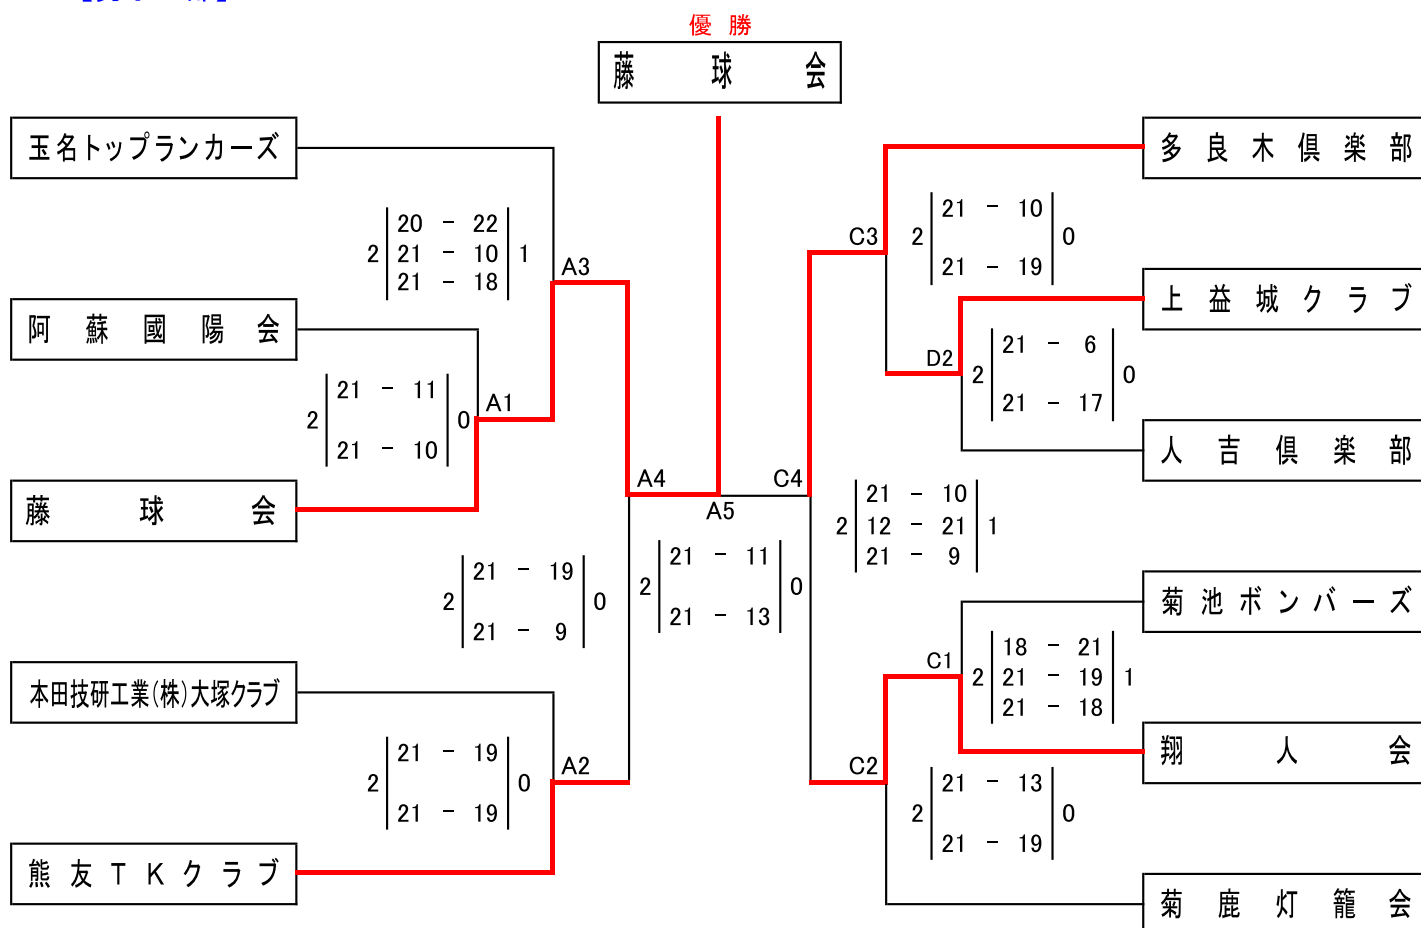 優勝
藤球会
玉名トップランカーズ
20 - 22
2 21 - 10 1
21 - 18
A3
阿蘇國陽会
21 - 11
2 0
21 - 10
A1
藤球会
A4
21 - 19
2 0
21 - 9
本田技研工業(株)大塚クラブ
21 - 19
2 0
21 - 19
A2
熊友TKクラブ
A5
21 - 11
2 0
21 - 13
多良木倶楽部
C3
21 - 10
2 0
21 - 19
上益城クラブ
D2
21 - 6
2 0
21 - 17
人吉倶楽部
C4
21 - 10
2 12 - 21 1
21 - 9
菊池ボンバーズ
C1
18 - 21
2 21 - 19 1
21 - 18
翔人会
C2
21 - 13
2 0
21 - 19
菊鹿灯籠会